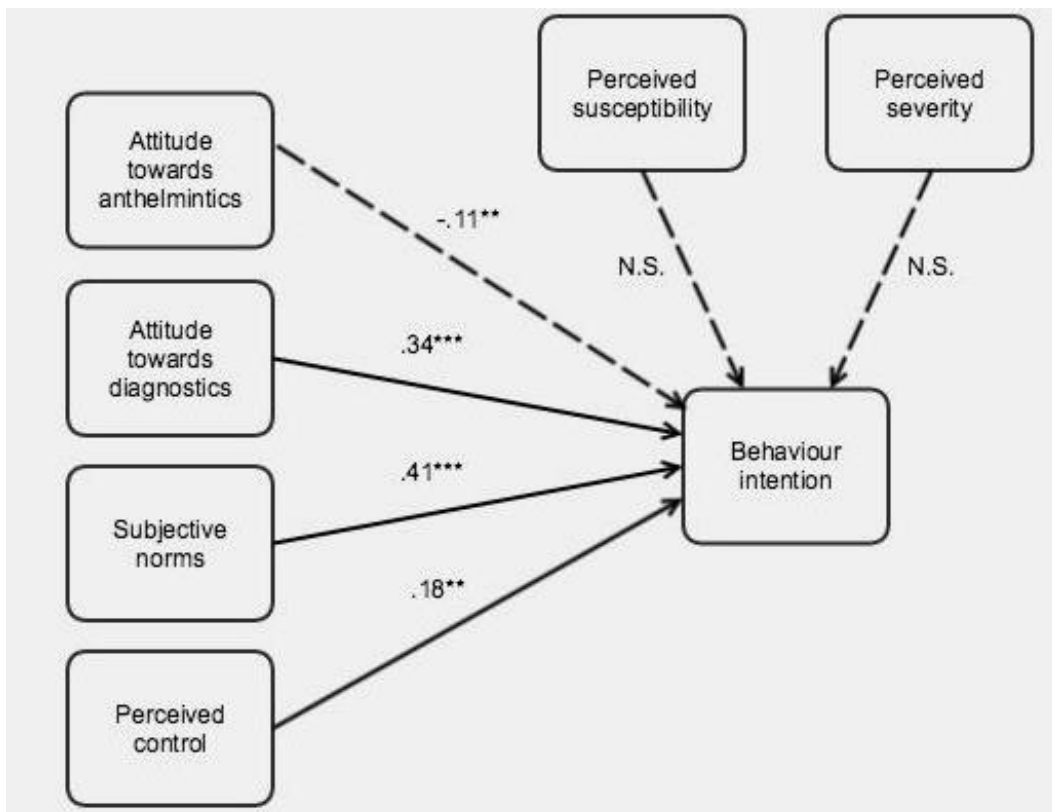 Perceived
susceptibility
Perceived
severity
Attitude
towards
anthelmintics
-.11**
N.S.
N.S.
Attitude
towards
diagnostics
.34***
Behaviour
intention
.41***
Subjective
norms
.18**
Perceived
control